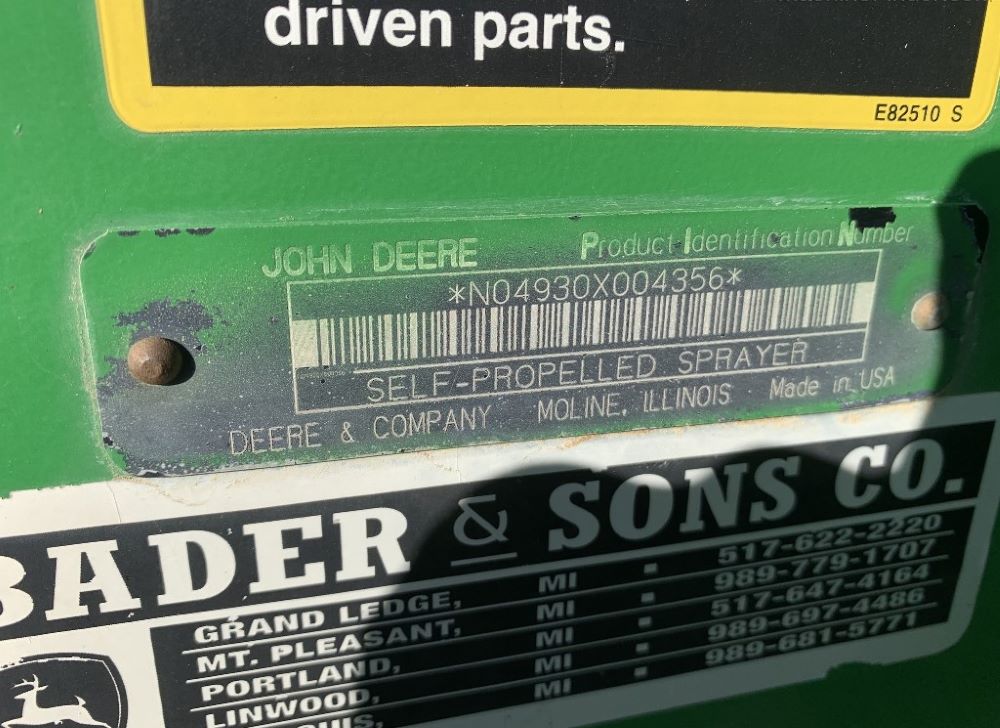 driven parts.
E82510 S
JOHN DEERE Product Identification Number
*N04930X004356*
SELF-PROPELLED SPRAYER
DEERE & COMPANY MOLINE, ILLINOIS Made in USA
BADER & SONS CO.
GRAND LEDGE, MI - 517-622-2220
MT. PLEASANT, MI - 989-779-1707
PORTLAND, MI - 517-647-4164
LINWOOD, MI - 989-697-4486
989-681-5771